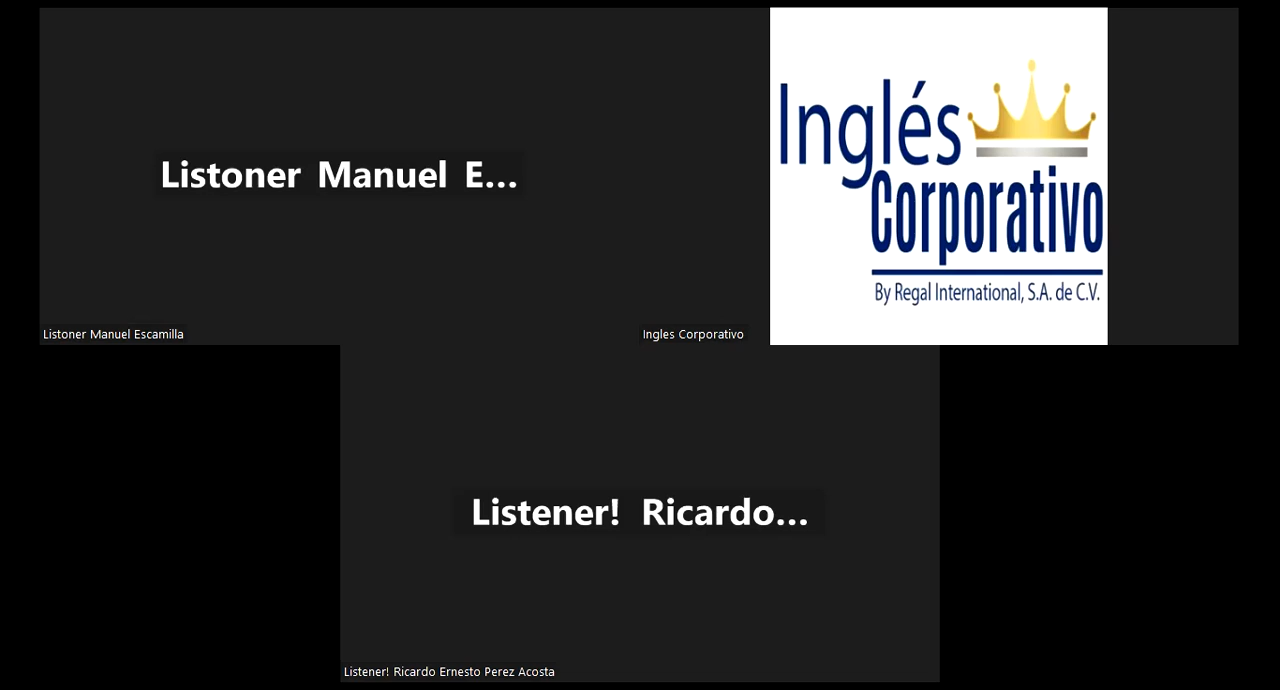 Listoner Manuel E...
Listoner Manuel Escamilla
Inglés
Corporativo
By Regal International, S.A. de C.V.
Ingles Corporativo
Listener! Ricardo...
Listener! Ricardo Ernesto Perez Acosta